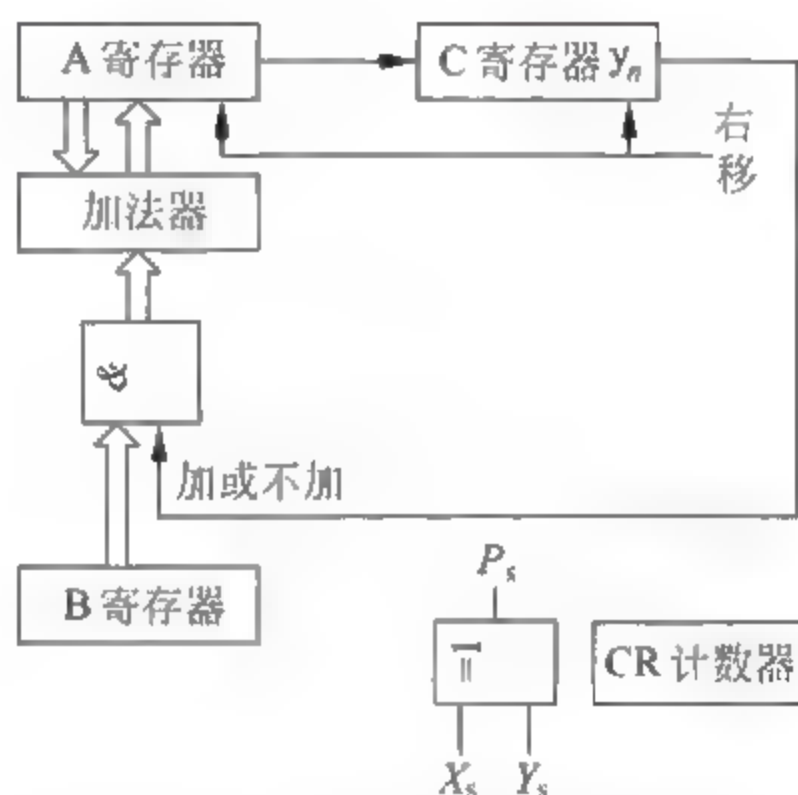 A 寄存器
C 寄存器 yn
右
移
加法器
&
加或不加
B 寄存器
Ps
=1
CR 计数器
Xs Ys